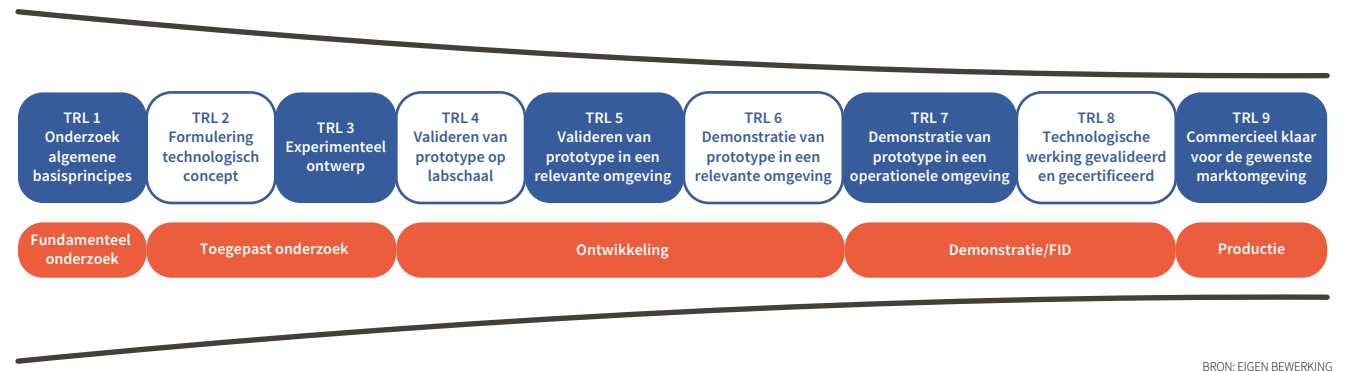 TRL 1
Onderzoek
algemene
basisprincipes
TRL 2
Formulering
technologisch
concept
TRL 3
Experimenteel
ontwerp
TRL 4
Valideren van
prototype op
labschaal
TRL 5
Valideren van
prototype in een
relevante omgeving
TRL 6
Demonstratie van
prototype in een
relevante omgeving
TRL 7
Demonstratie van
prototype in een
operationele omgeving
TRL 8
Technologische
werking gevalideerd
en gecertificeerd
TRL 9
Commercieel klaar
voor de gewenste
marktomgeving
Fundamenteel
onderzoek
Toegepast onderzoek
Ontwikkeling
Demonstratie/FID
Productie
BRON: EIGEN BEWERKING